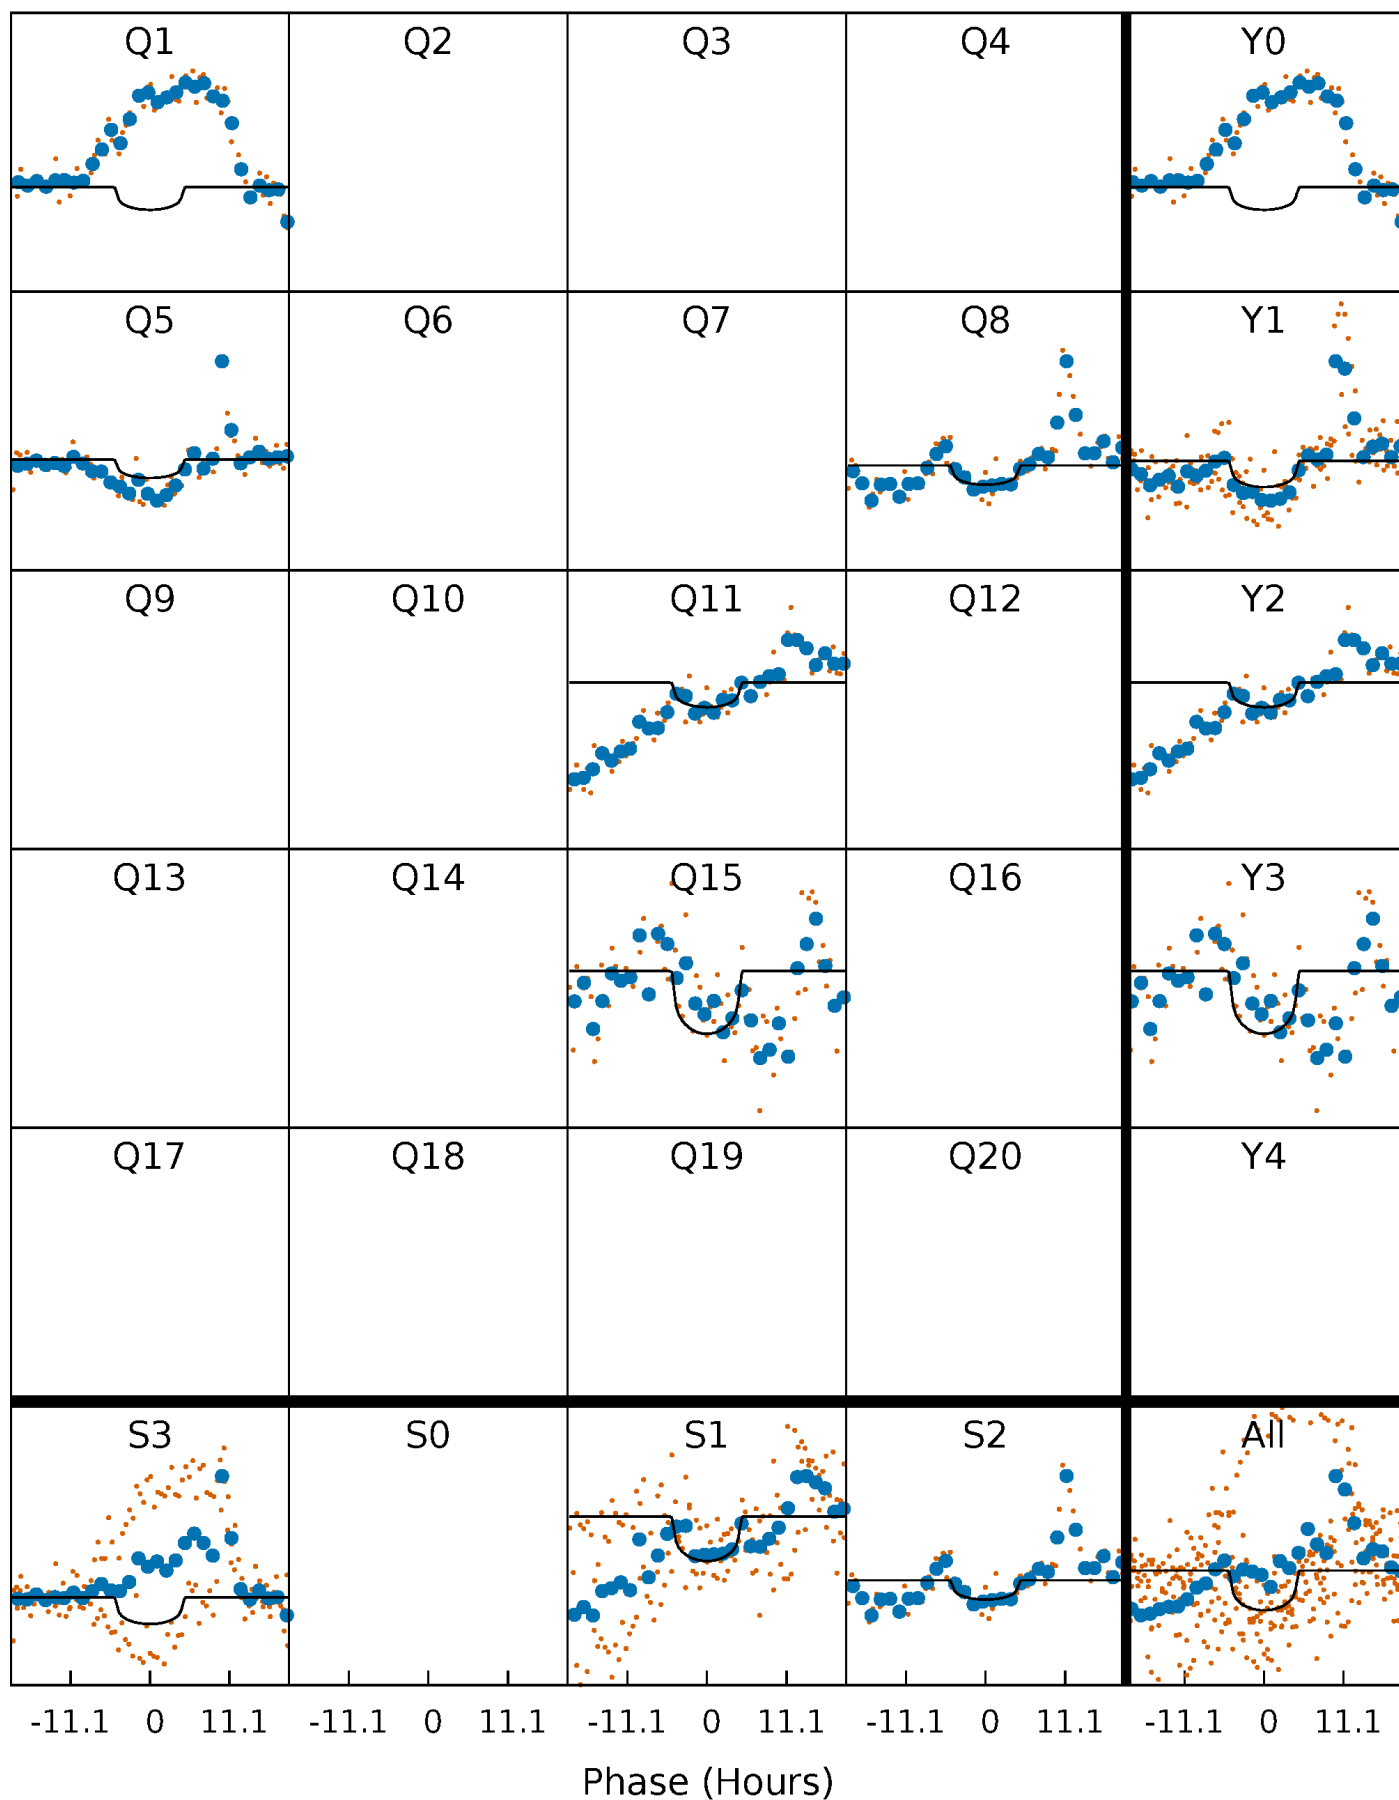 Q1 Q2 Q3 Q4 Y0
Q5 Q6 Q7 Q8 Y1
Q9 Q10 Q11 Q12 Y2
Q13 Q14 Q15 Q16 Y3
Q17 Q18 Q19 Q20 Y4
S3 S0 S1 S2 All
-11.1 0 11.1 -11.1 0 11.1 -11.1 0 11.1 -11.1 0 11.1 -11.1 0 11.1
Phase (Hours)